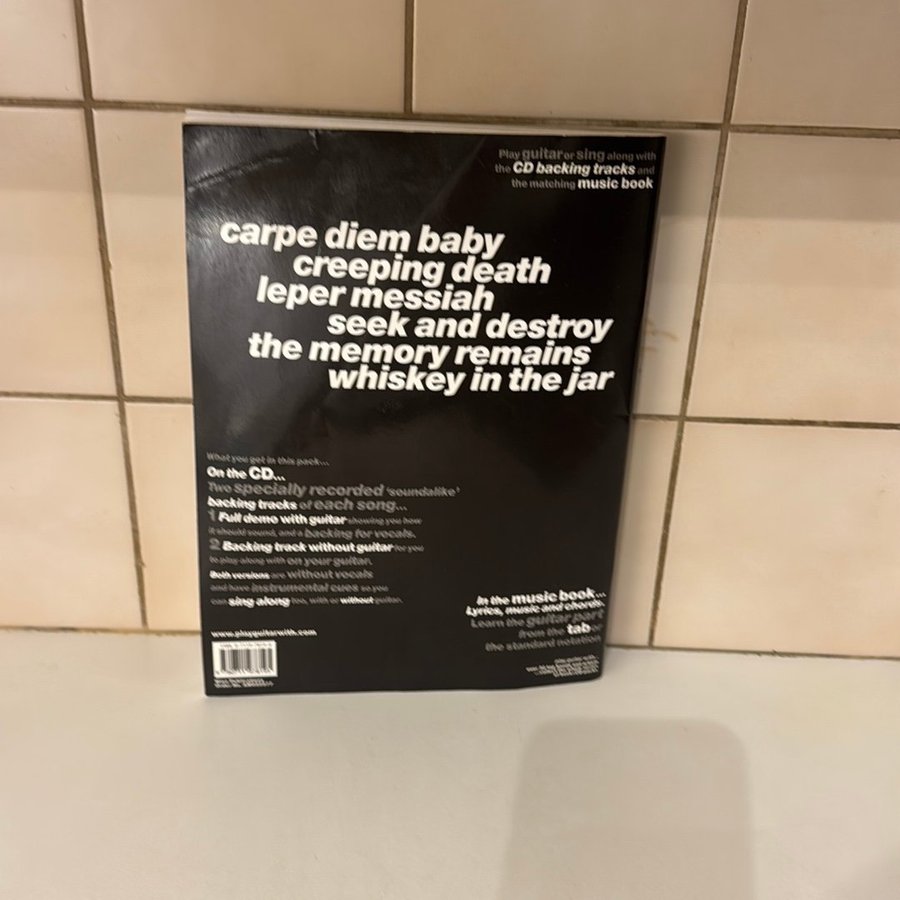 Play guitar or sing along with
the CD backing tracks and
the matching music book
carpe diem baby
creeping death
leper messiah
seek and destroy
the memory remains
whiskey in the jar
What you get in this pack...
On the CD...
Two specially recorded 'soundalike'
backing tracks of each song...
1 Full demo with guitar showing you how
it should sound, and a backing for vocals.
2 Backing track without guitar for you
to play along with on your guitar.
Both versions are without vocals
and have instrumental cues so you
can sing along too, with or without guitar.
In the music book...
Lyrics, music and chords.
Learn the guitar part
from the tab or
the standard notation
www.playguitarwith.com